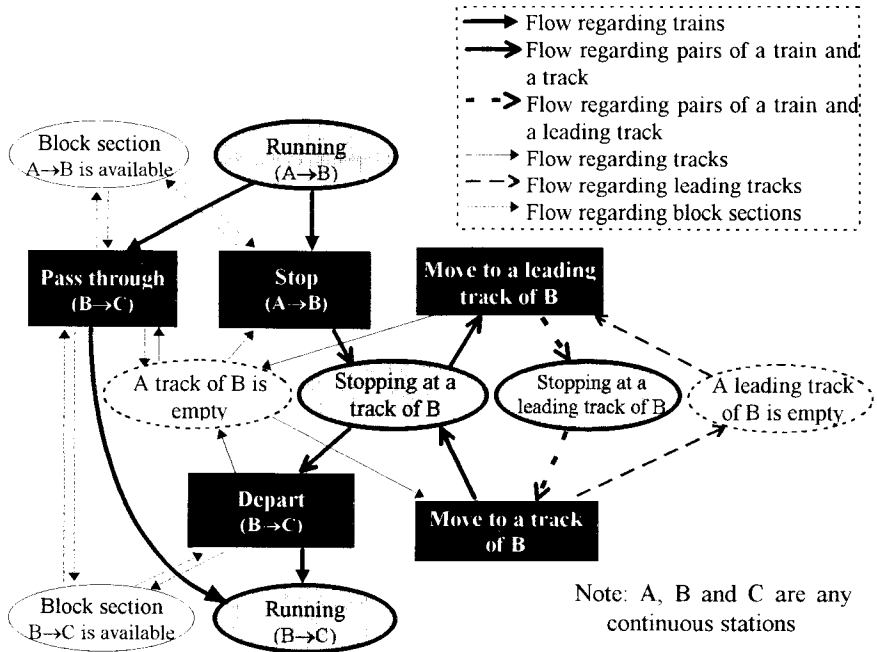 Flow regarding trains
Flow regarding pairs of a train and
a track
Flow regarding pairs of a train and
a leading track
Flow regarding tracks
Flow regarding leading tracks
Flow regarding block sections
Block section
A→B is available
Running
(A→B)
Pass through
(B→C)
Stop
(A→B)
Move to a leading
track of B
A track of B is
empty
Stopping at a
track of B
Stopping at a
leading track of B
A leading track
of B is empty
Depart
(B→C)
Move to a track
of B
Block section
B→C is available
Running
(B→C)
Note: A, B and C are any
continuous stations